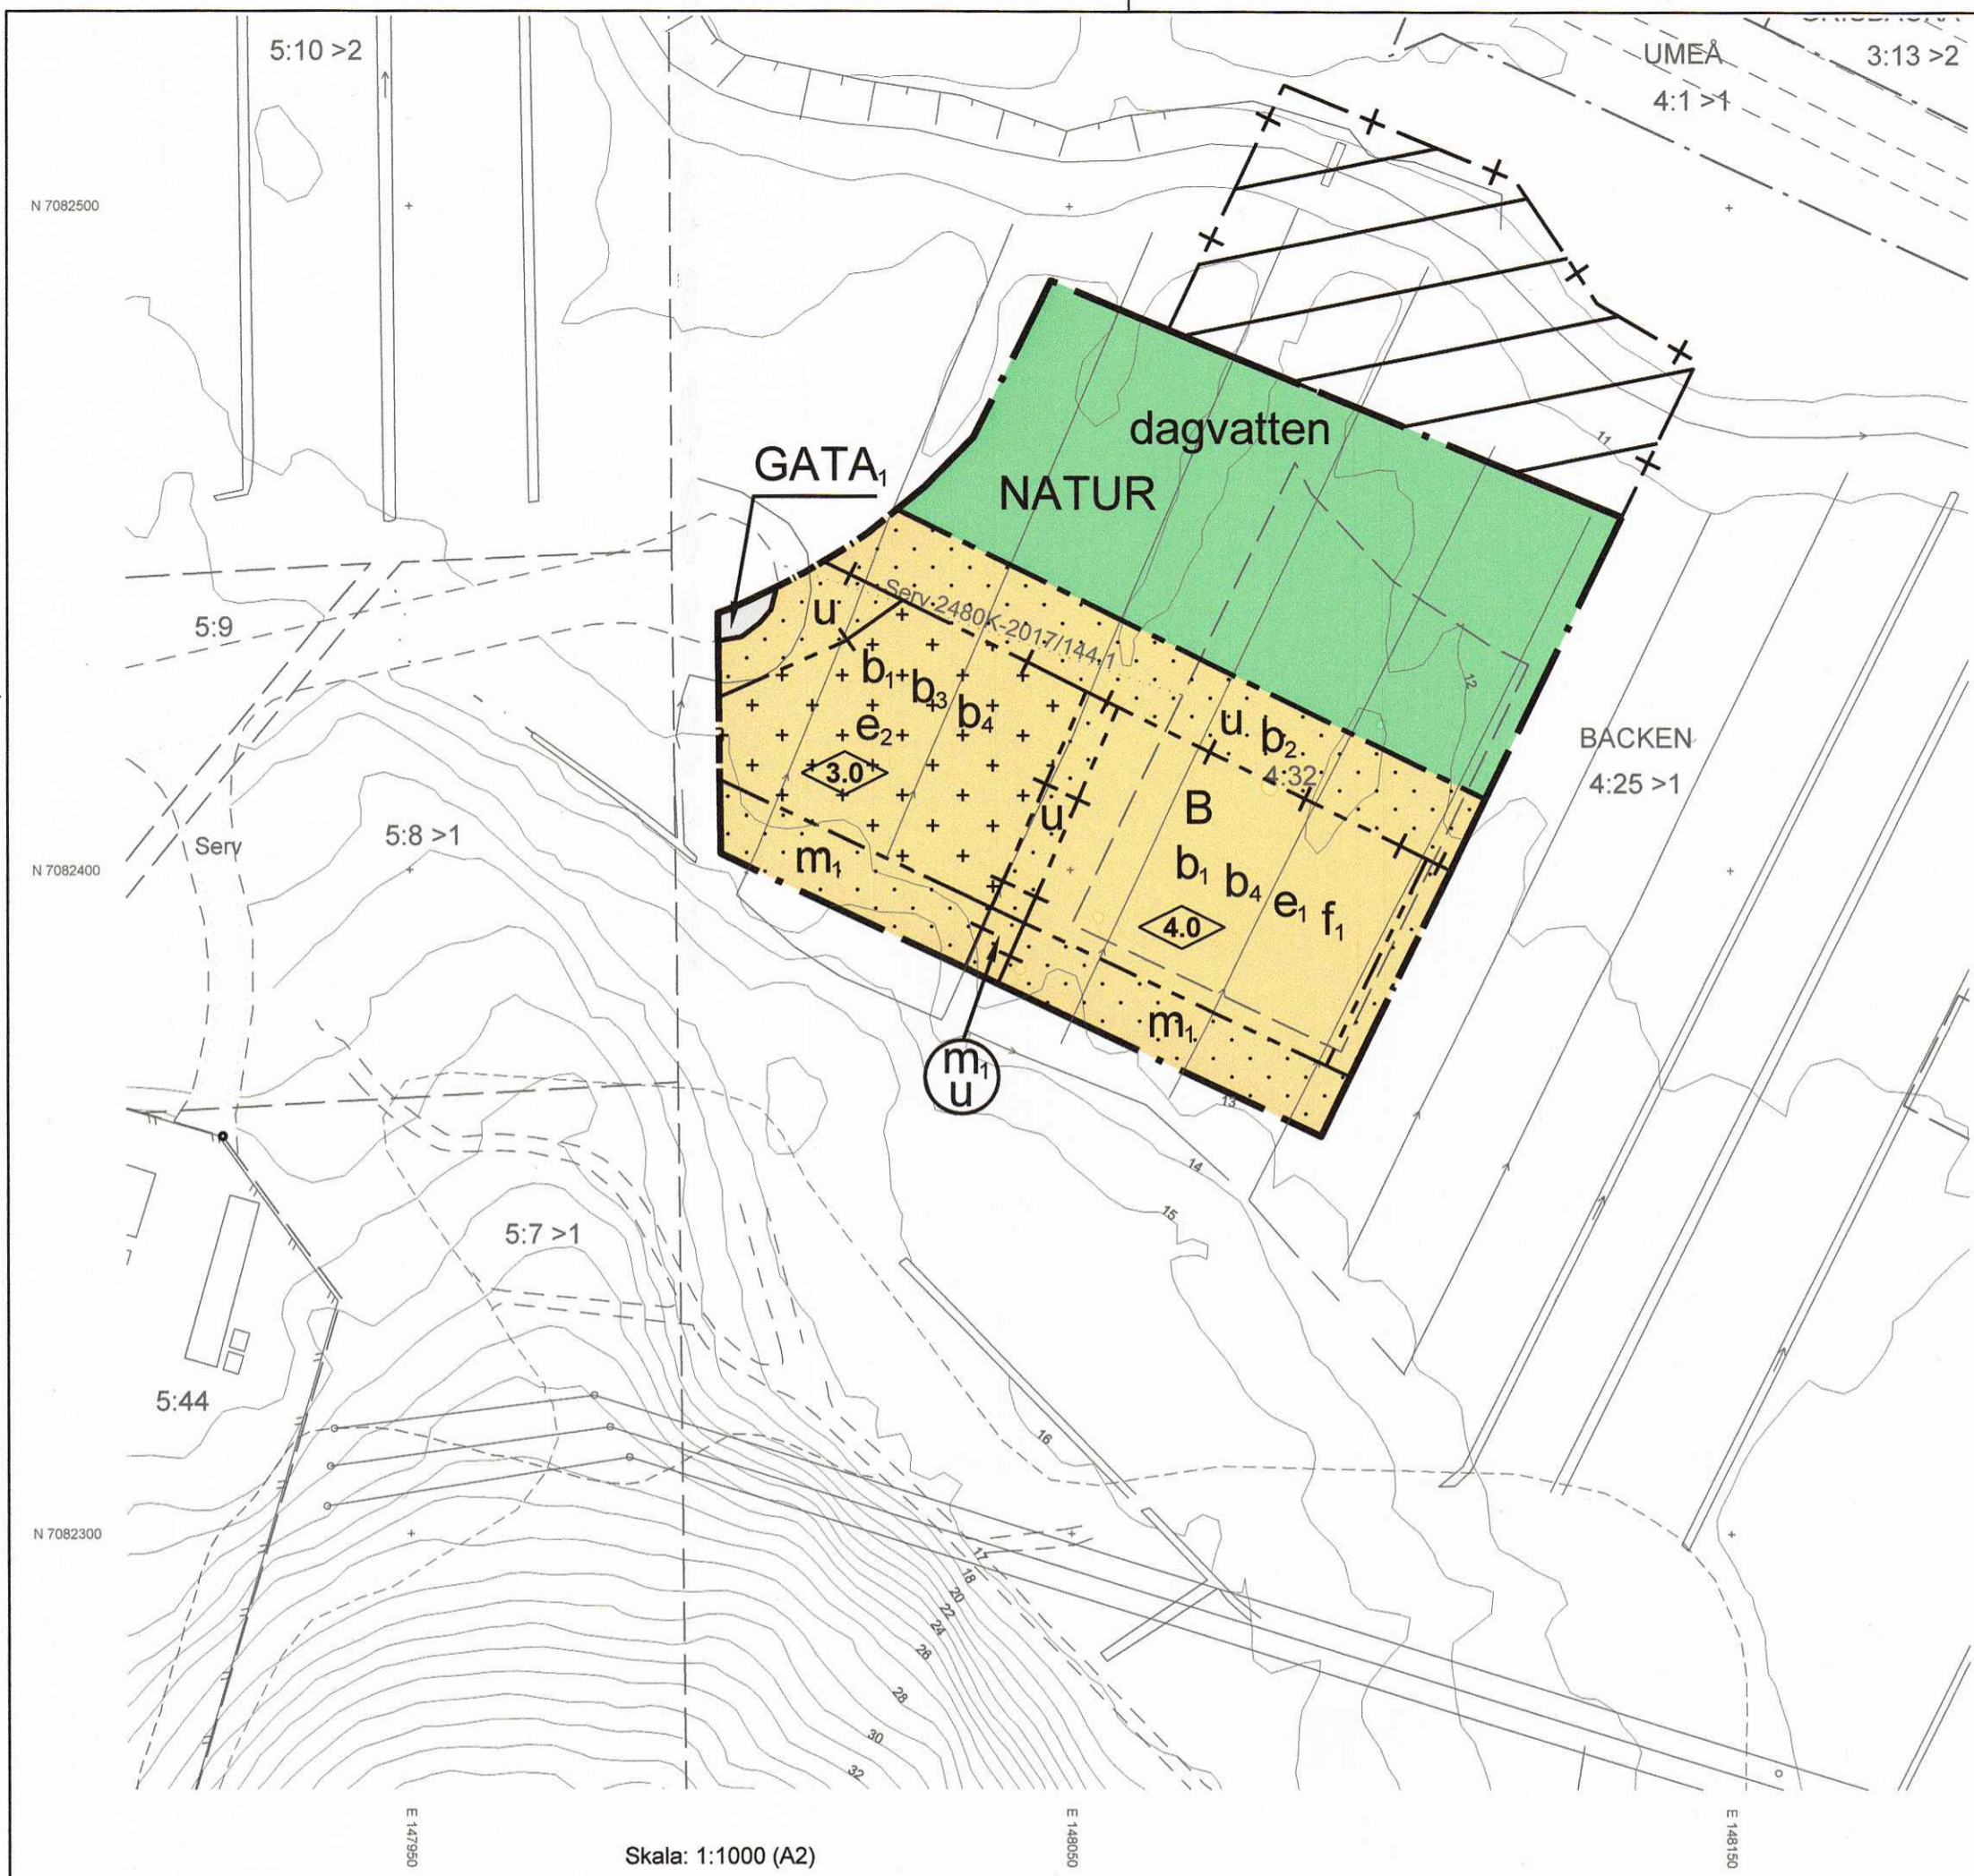 5:10 >2
UMEÅ
3:13 >2
4:1 >1
N 7082500
dagvatten
11
GATA1
NATUR
Serv 2480K-2017/144.1
u
5:9
b1 b3 b4
12
e2
u b2
BACKEN
3.0
4:32
4:25 >1
B
u
5:8 >1
Serv
m1
N 7082400
b1 b4 e1 f1
4.0
m1
m1
u
13
14
15
5:7 >1
5:44
16
N 7082300
17
18
20
22
24
26
28
30
32
E 147950
E 148050
E 148150
Skala: 1:1000 (A2)